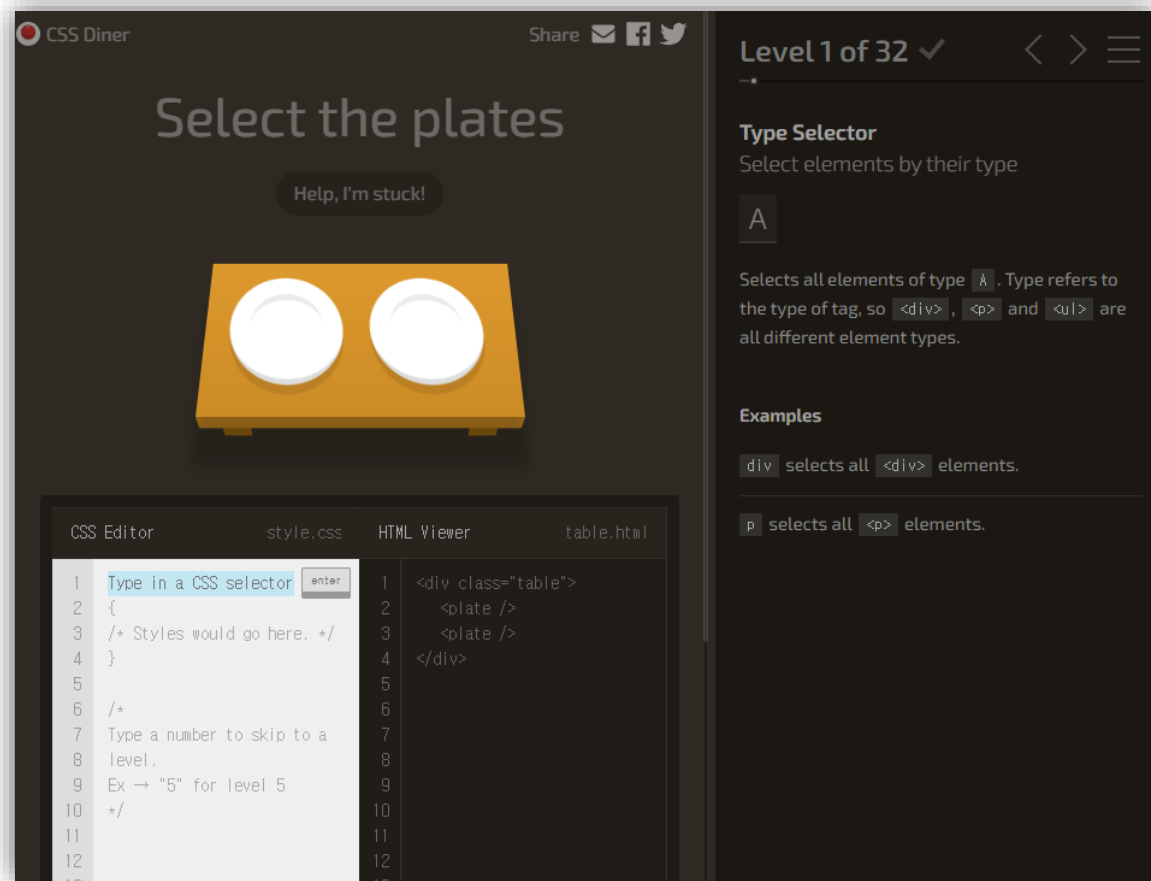 CSS Diner
Share
Select the plates
Help, I'm stuck!
CSS Editor style.css
1 Type in a CSS selector enter
2 {
3 /* Styles would go here. */
4 }
5
6 /*
7 Type a number to skip to a
8 level.
9 Ex → "5" for level 5
10 */
11
12
HTML Viewer table.html
1 <div class="table">
2 <plate />
3 <plate />
4 </div>
5
6
7
8
9
10
11
12
Level 1 of 32
Type Selector
Select elements by their type
A
Selects all elements of type A . Type refers to
the type of tag, so <div> , <p> and <ul> are
all different element types.
Examples
div selects all <div> elements.
p selects all <p> elements.